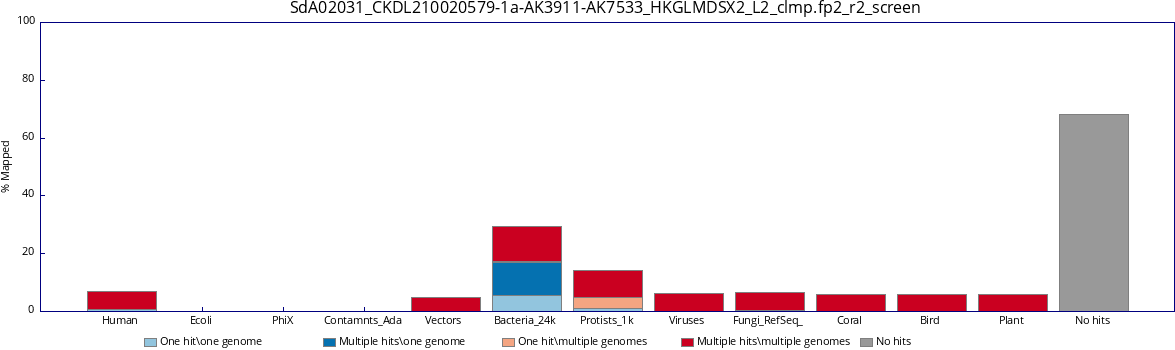 SdA02031_CKDL210020579-1a-AK3911-AK7533_HKGLMDSX2_L2_clmp.fp2_r2_screen
100
80
60
40
20
0
% Mapped
Human Ecoli PhiX Contamnts_Ada Vectors Bacteria_24k Protists_1k Viruses Fungi_RefSeq_ Coral Bird Plant No hits
One hit\one genome Multiple hits\one genome One hit\multiple genomes Multiple hits\multiple genomes No hits